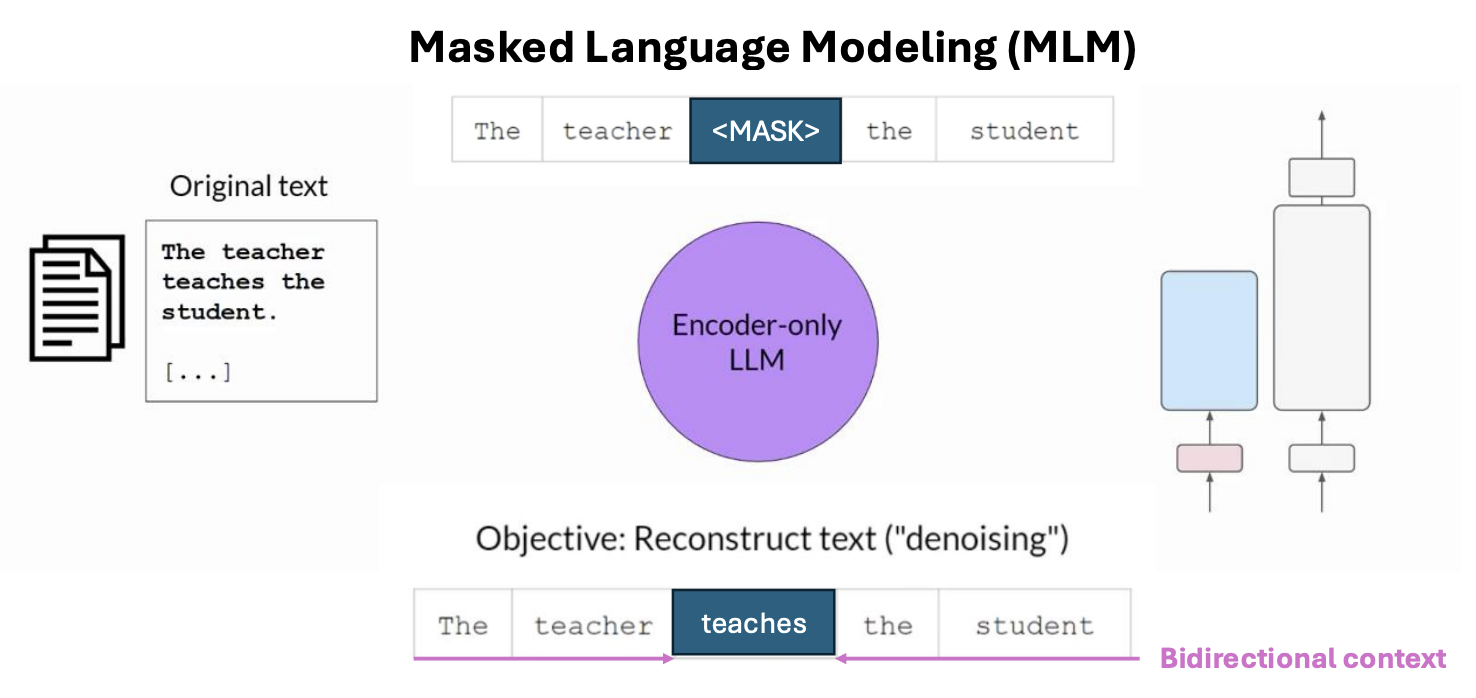 Masked Language Modeling (MLM)
The teacher <MASK> the student
Original text
The teacher
teaches the
student.
[...]
Encoder-only
LLM
Objective: Reconstruct text ("denoising")
The teacher teaches the student
Bidirectional context